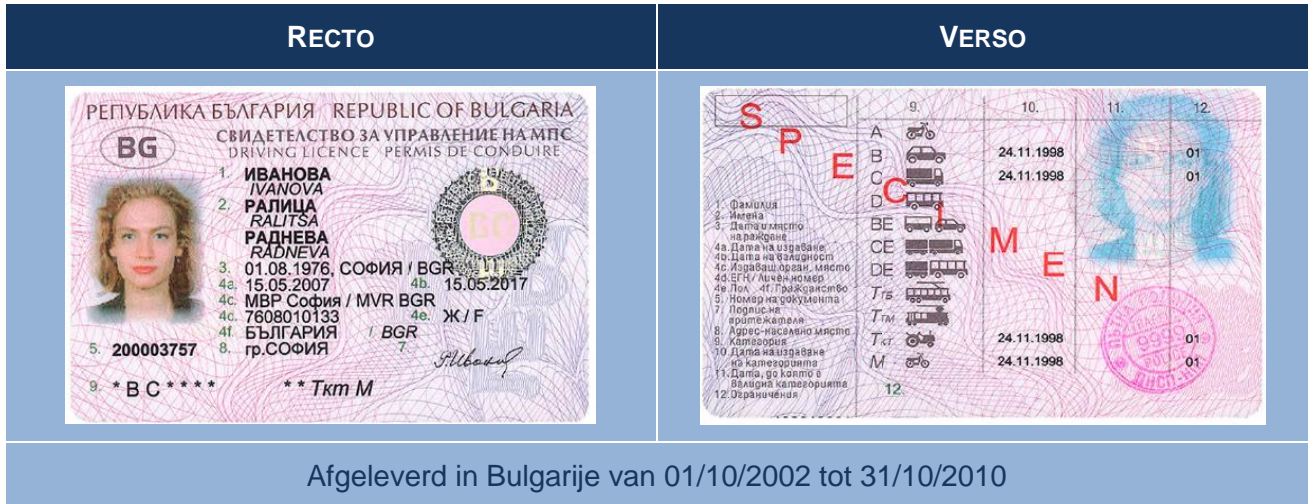 RECTO
VERSO
РЕПУБЛИКА БЪЛГАРИЯ REPUBLIC OF BULGARIA
BG
СВИДЕТЕЛСТВО ЗА УПРАВЛЕНИЕ НА МПС
DRIVING LICENCE PERMIS DE CONDUIRE
1. ИВАНОВА
IVANOVA
2. РАЛИЦА
RALITSA
РАДНЕВА
RADNEVA
3. 01.08.1976, СОФИЯ / BGR
4a. 15.05.2007 4b. 15.05.2017
4c. МВР София / MVR BGR
4d. 7608010133 4e. Ж / F
4f. БЪЛГАРИЯ / BGR
5. 200003757 8. гр.СОФИЯ 7.
9. * B C * * * * * * Ткт M
SPECIMEN
9. 10. 11. 12.
A
B 24.11.1998 01
C 24.11.1998 01
D
BE
CE
DE
Ттб
Ттм
Ткт 24.11.1998 01
M 24.11.1998 01
12.
1. Фамилия
2. Имена
3. Дата и място
на раждане
4a. Дата на издаване
4b. Дата на валидност
4c. Издаващ орган, място
4d. ЕГН / Личен номер
4e. Пол 4f. Гражданство
5. Номер на документа
7. Подпис на
притежателя
8. Адрес-населено място
9. Категория
10. Дата на издаване
на категорията
11. Дата, до която е
валидна категорията
12. Ограничения
Afgeleverd in Bulgarije van 01/10/2002 tot 31/10/2010